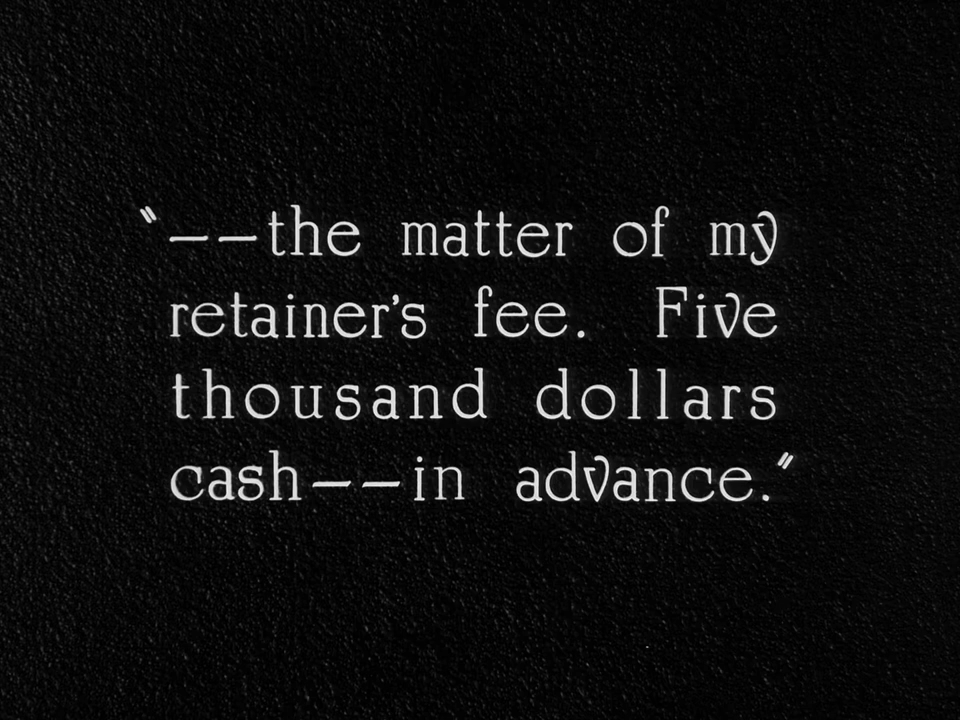 “——the matter of my
retainer’s fee. Five
thousand dollars
cash——in advance.”